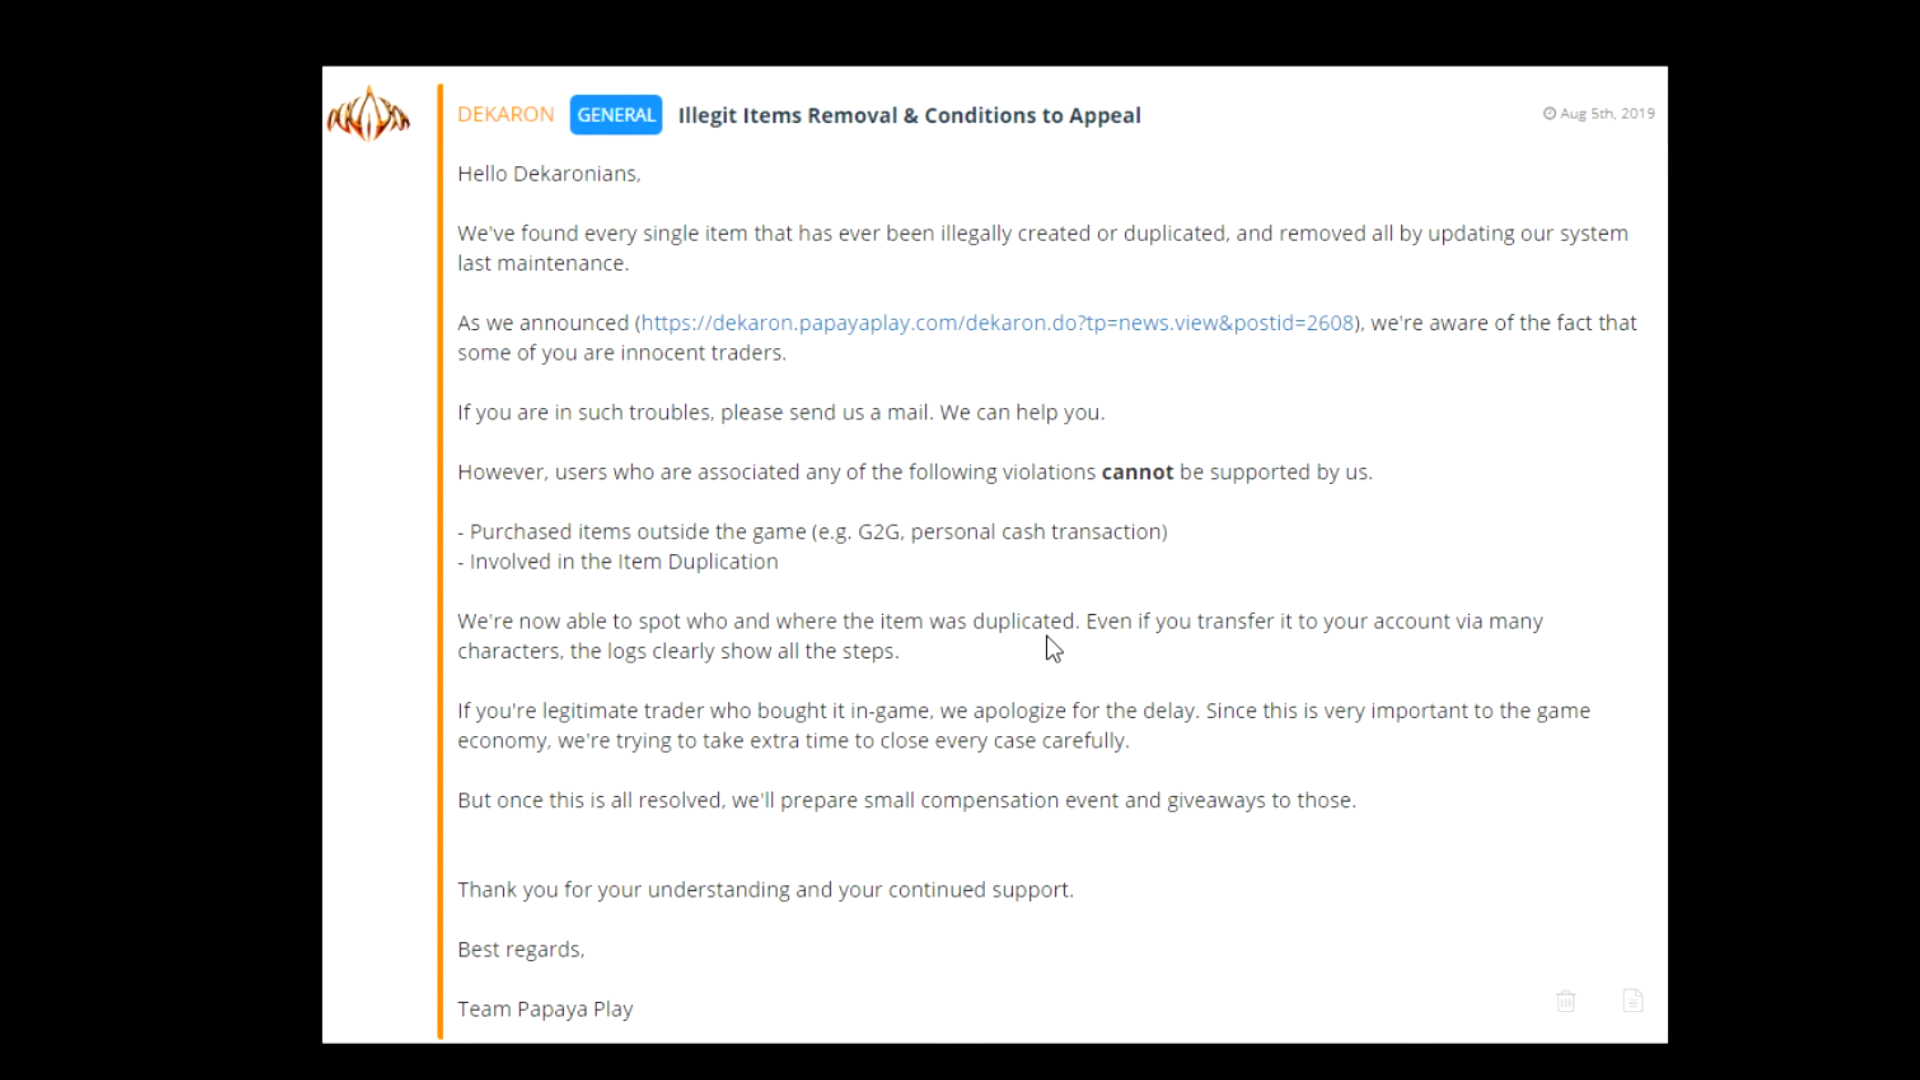 DEKARON GENERAL Illegit Items Removal & Conditions to Appeal Aug 5th, 2019
Hello Dekaronians,
We've found every single item that has ever been illegally created or duplicated, and removed all by updating our system
last maintenance.
As we announced (https://dekaron.papayaplay.com/dekaron.do?tp=news.view&postid=2608), we're aware of the fact that
some of you are innocent traders.
If you are in such troubles, please send us a mail. We can help you.
However, users who are associated any of the following violations cannot be supported by us.
- Purchased items outside the game (e.g. G2G, personal cash transaction)
- Involved in the Item Duplication
We're now able to spot who and where the item was duplicated. Even if you transfer it to your account via many
characters, the logs clearly show all the steps.
If you're legitimate trader who bought it in-game, we apologize for the delay. Since this is very important to the game
economy, we're trying to take extra time to close every case carefully.
But once this is all resolved, we'll prepare small compensation event and giveaways to those.
Thank you for your understanding and your continued support.
Best regards,
Team Papaya Play